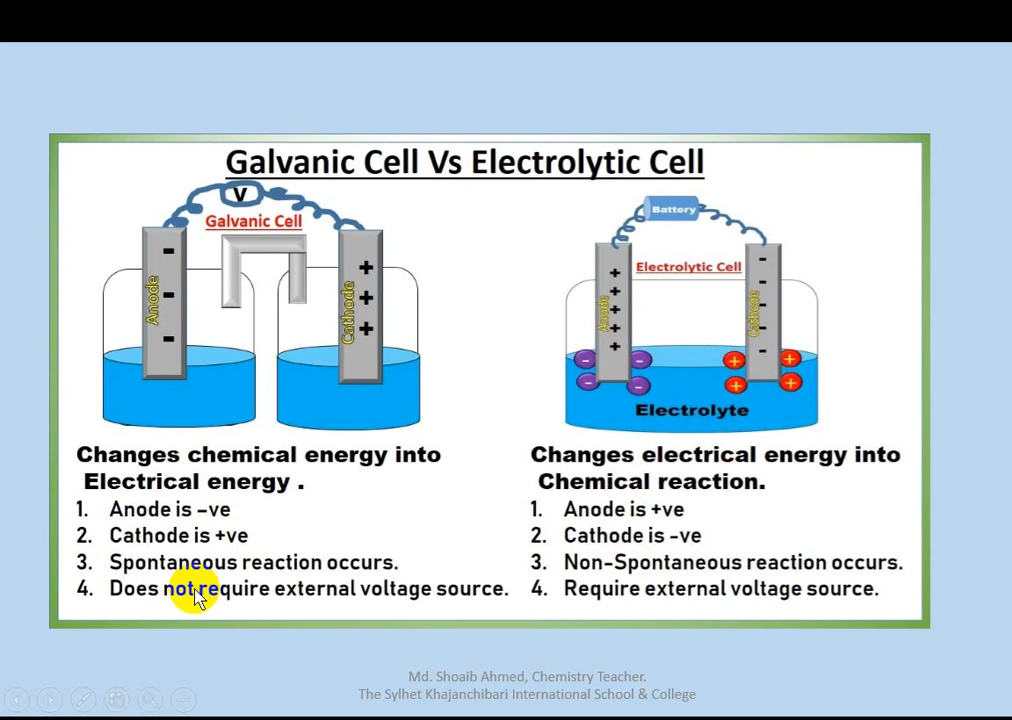 Galvanic Cell Vs Electrolytic Cell
V
Galvanic Cell
- - -
Anode
+ + +
Cathode
Battery
Electrolytic Cell
+ + + + +
Anode
- - - - -
Cathode
- - - -
+ + + +
Electrolyte
Changes chemical energy into
Electrical energy .
1. Anode is –ve
2. Cathode is +ve
3. Spontaneous reaction occurs.
4. Does not require external voltage source.
Changes electrical energy into
Chemical reaction.
1. Anode is +ve
2. Cathode is -ve
3. Non-Spontaneous reaction occurs.
4. Require external voltage source.
Md. Shoaib Ahmed, Chemistry Teacher.
The Sylhet Khajanchibari International School & College